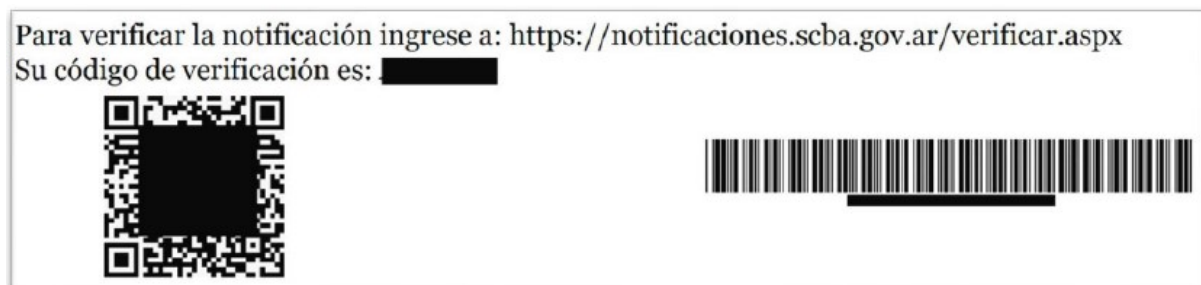 Para verificar la notificación ingrese a: https://notificaciones.scba.gov.ar/verificar.aspx
Su código de verificación es: